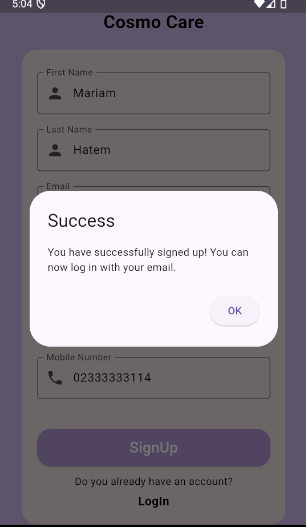 5:04
Cosmo Care
First Name
Mariam
Last Name
Hatem
Email
Success
You have successfully signed up! You can
now log in with your email.
OK
Mobile Number
02333333114
SignUp
Do you already have an account?
LogIn